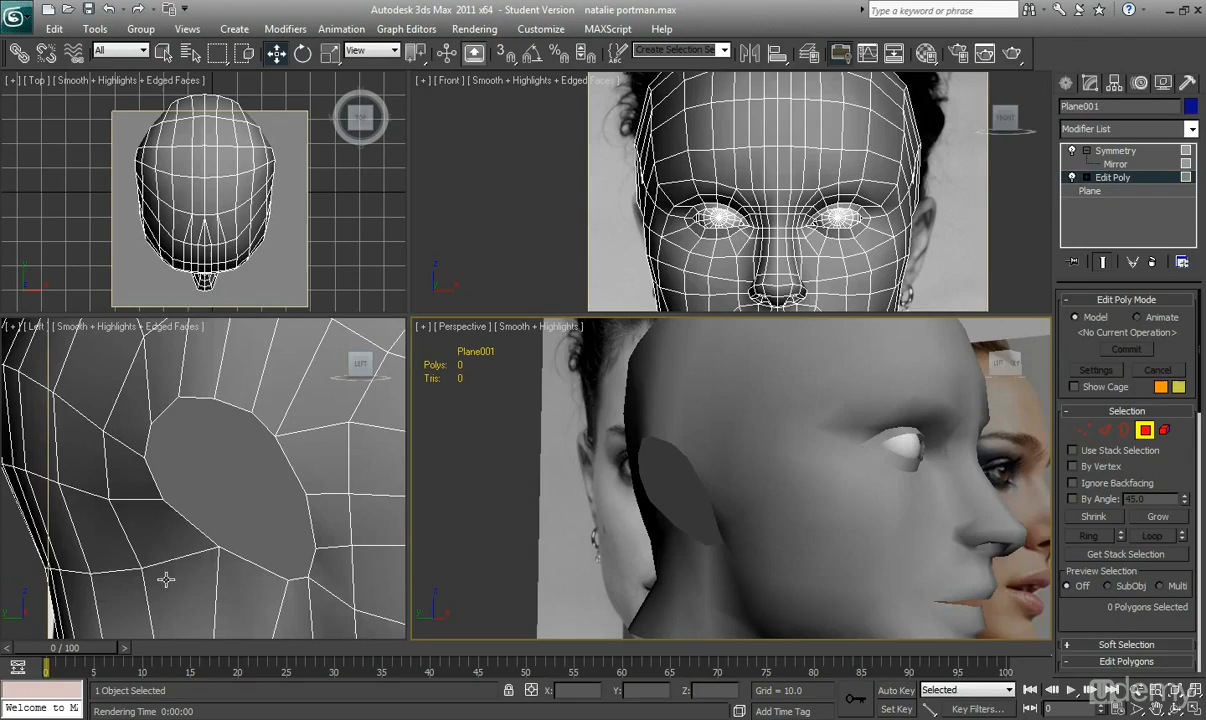 Autodesk 3ds Max 2011 x64 - Student Version natalie portman.max
Type a keyword or phrase
Edit Tools Group Views Create Modifiers Animation Graph Editors Rendering Customize MAXScript Help
All View Create Selection Se
[ + ] [ Top ] [ Smooth + Highlights + Edged Faces ]
TOP
[ + ] [ Front ] [ Smooth + Highlights + Edged Faces ]
FRONT
Plane001
Modifier List
Symmetry
Mirror
Edit Poly
Plane
[ + ] [ Left ] [ Smooth + Highlights + Edged Faces ]
LEFT
[ + ] [ Perspective ] [ Smooth + Highlights ]
Plane001
Polys: 0
Tris: 0
Edit Poly Mode
Model Animate
<No Current Operation>
Commit
Settings Cancel
Show Cage
Selection
Use Stack Selection
By Vertex
Ignore Backfacing
By Angle: 45.0
Shrink Grow
Ring Loop
Get Stack Selection
Preview Selection
Off SubObj Multi
0 Polygons Selected
Soft Selection
Edit Polygons
0 / 100
0 5 10 15 20 25 30 35 40 45 50 55 60 65 70 75 80 85 90 95 100
1 Object Selected X: Y: Z: Grid = 10.0 Auto Key Selected
Welcome to M Rendering Time 0:00:00 Add Time Tag Set Key Key Filters... 0
udemy